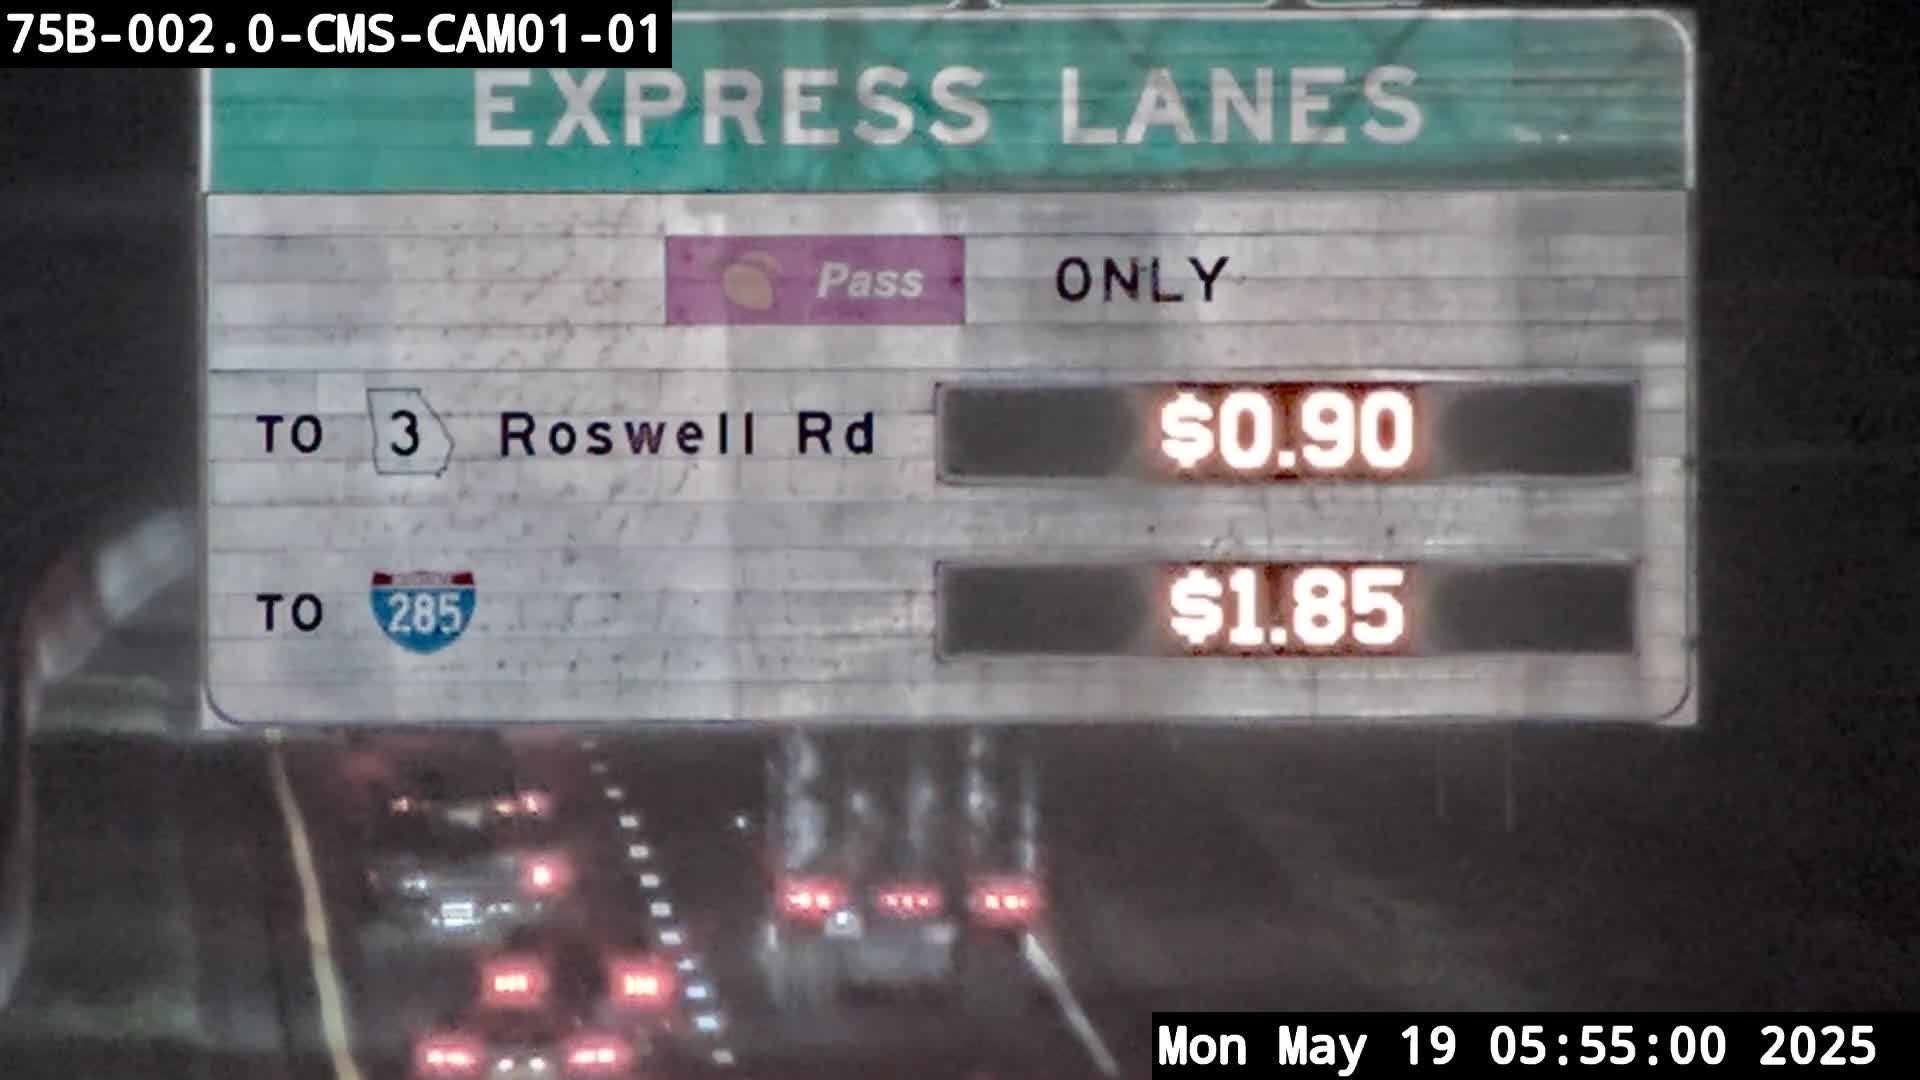 75B-002.0-CMS-CAM01-01
EXPRESS LANES
Pass ONLY
TO 3 Roswell Rd $0.90
TO 285 $1.85
Mon May 19 05:55:00 2025